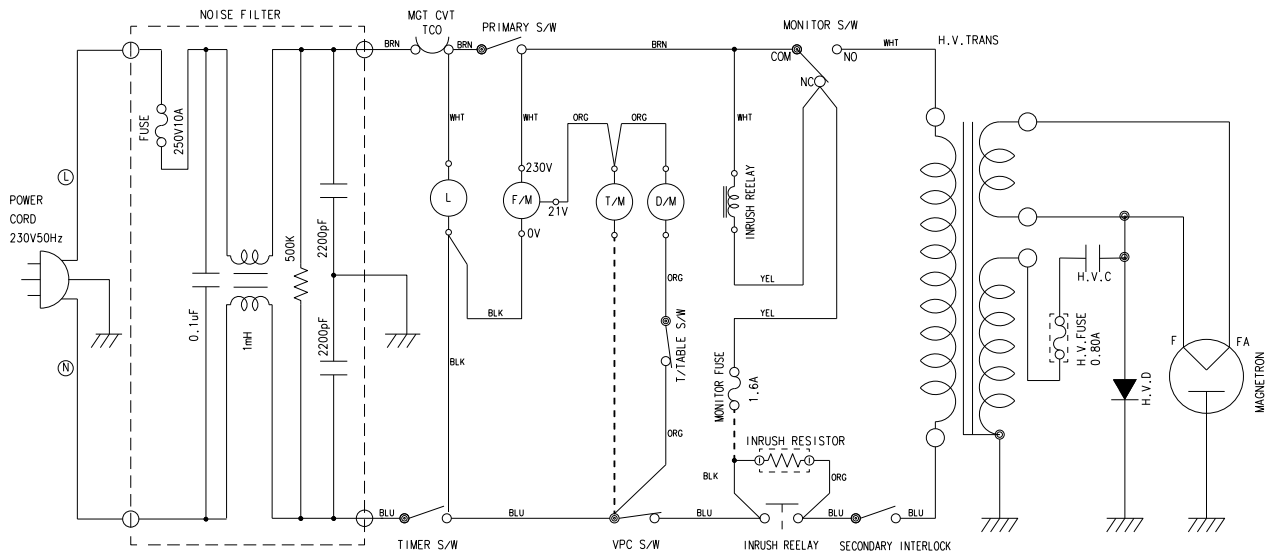 NOISE FILTER
MGT CVT
TCO
PRIMARY S/W
MONITOR S/W
H.V.TRANS
BRN
BRN
BRN
WHT
COM
NO
NC
FUSE
250V10A
WHT
WHT
ORG
ORG
WHT
L
POWER
CORD
230V50Hz
230V
L
F/M
21V
0V
T/M
D/M
INRUSH REELAY
2200pF
500K
0.1uF
1mH
2200pF
ORG
YEL
YEL
BLK
BLK
T/TABLE S/W
H.V.C
H.V.FUSE
0.80A
F
FA
MAGNETRON
H.V.D
N
MONITOR FUSE
1.6A
ORG
INRUSH RESISTOR
BLK
ORG
BLU
BLU
BLU
BLU
BLU
TIMER S/W
VPC S/W
INRUSH REELAY
SECONDARY INTERLOCK